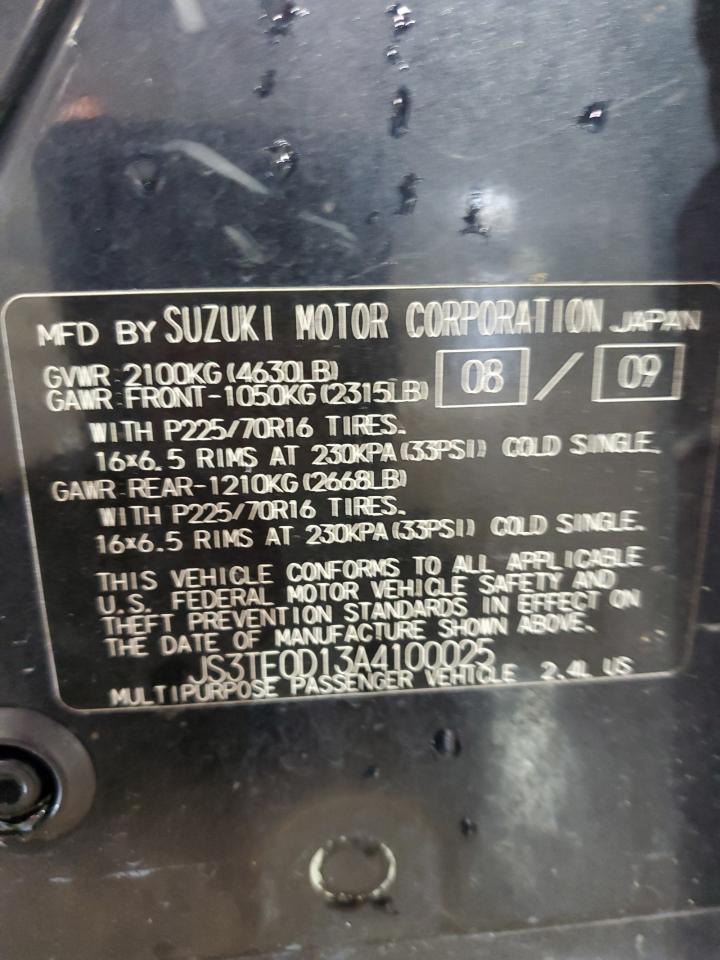 MFD BY SUZUKI MOTOR CORPORATION JAPAN
GVWR : 2100KG (4630LB) 08 / 09
GAWR : FRONT-1050KG (2315LB)
WITH P225/70R16 TIRES.
16×6.5 RIMS AT 230KPA (33PSI) COLD SINGLE.
GAWR : REAR-1210KG (2668LB)
WITH P225/70R16 TIRES.
16×6.5 RIMS AT 230KPA (33PSI) COLD SINGLE.
THIS VEHICLE CONFORMS TO ALL APPLICABLE
U.S. FEDERAL MOTOR VEHICLE SAFETY AND
THEFT PREVENTION STANDARDS IN EFFECT ON
THE DATE OF MANUFACTURE SHOWN ABOVE.
JS3TE0D13A4100025
MULTIPURPOSE PASSENGER VEHICLE 2.4L US